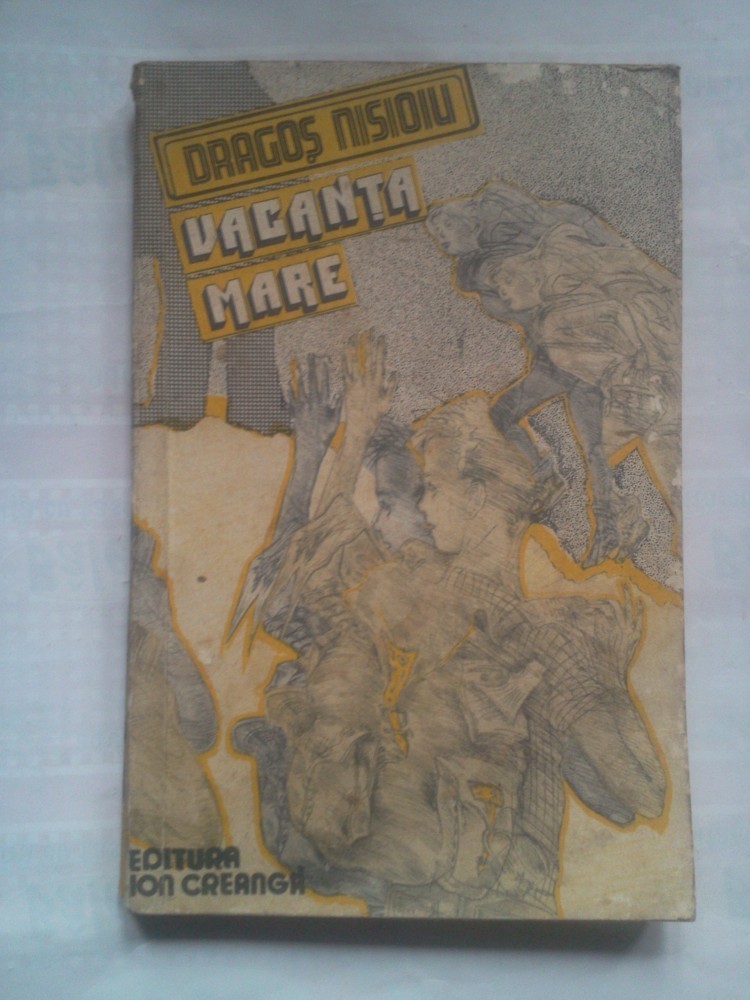 DRAGOȘ NISIOIU
VACANȚA
MARE
EDITURA
ION CREANGĂ